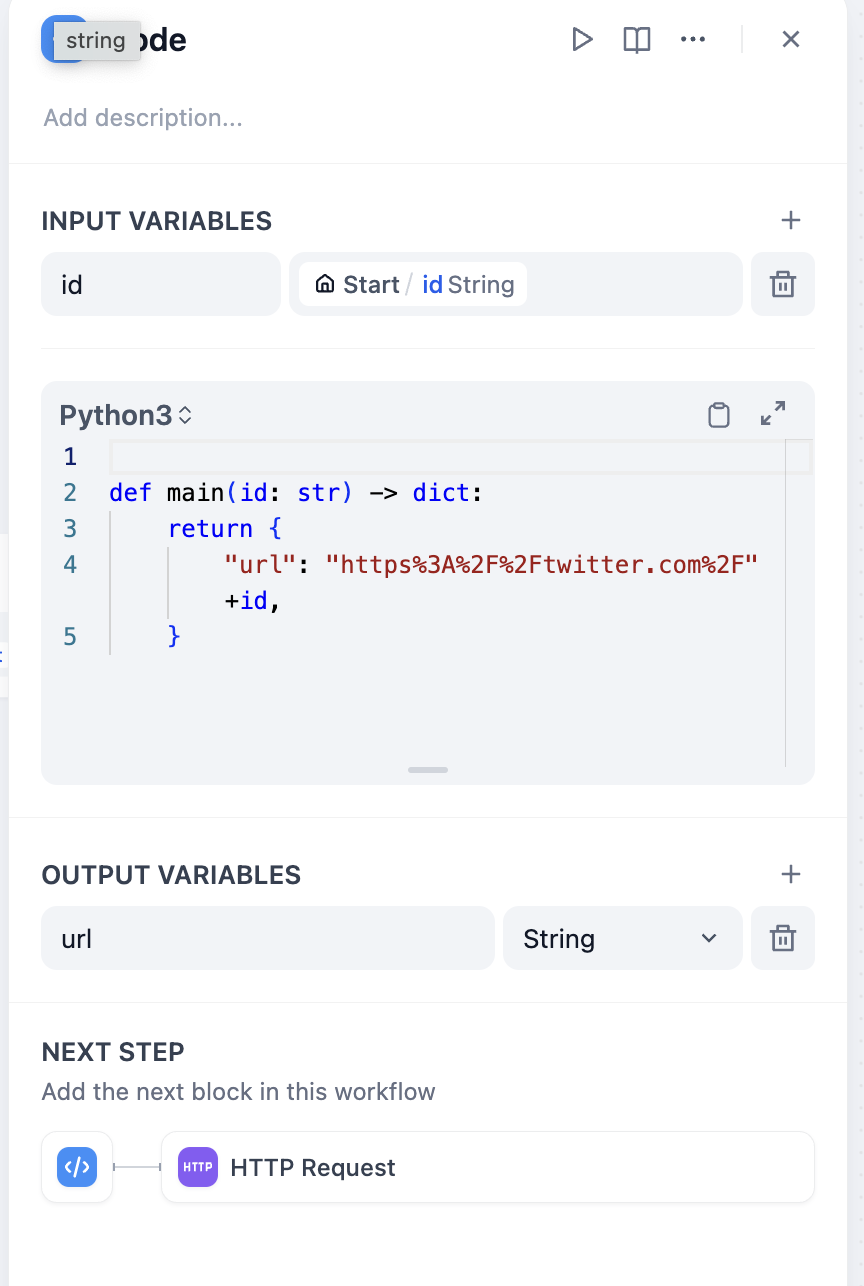 string
ode
Add description...
INPUT VARIABLES
id
Start / id String
Python3
1
2 def main(id: str) -> dict:
3 return {
4 "url": "https%3A%2F%2Ftwitter.com%2F"
+id,
5 }
OUTPUT VARIABLES
url
String
NEXT STEP
Add the next block in this workflow
</> HTTP HTTP Request